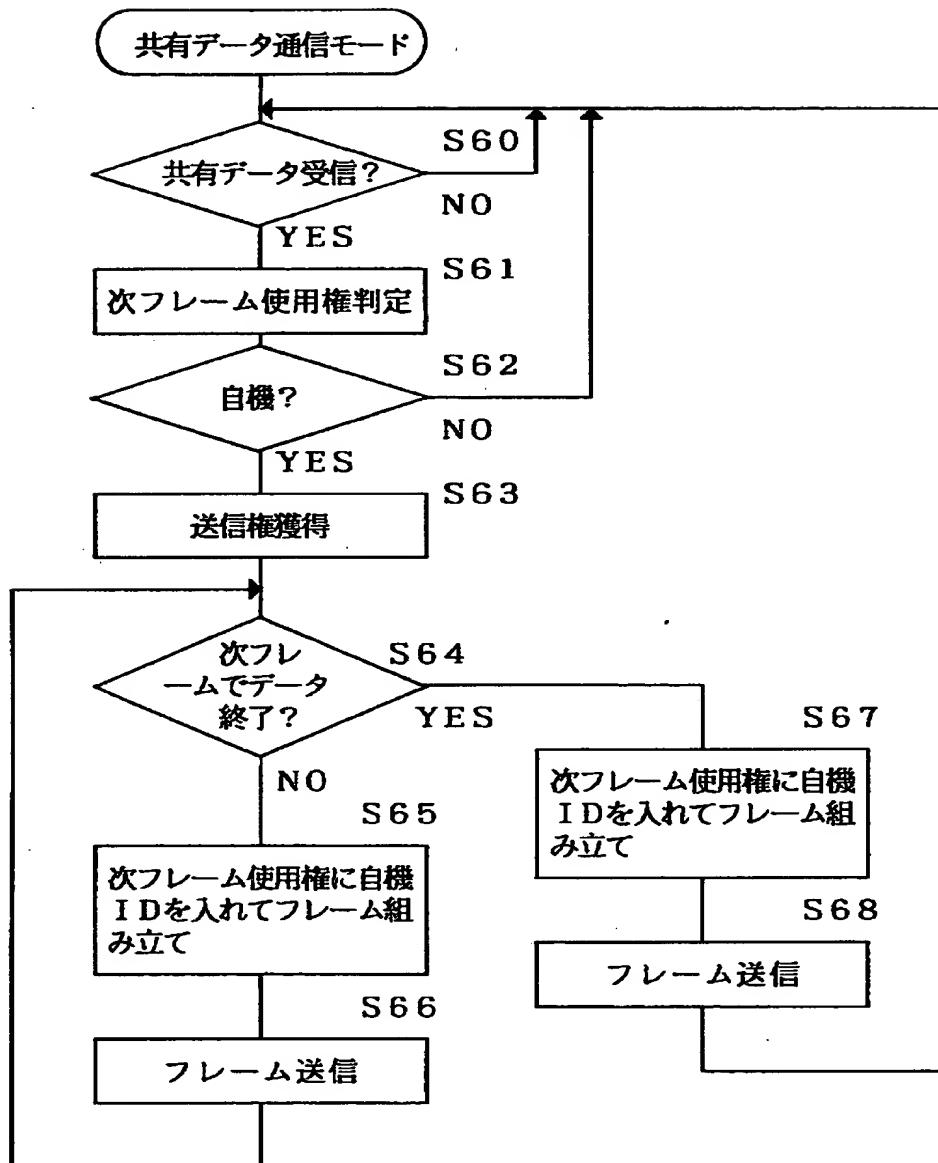 共有データ通信モード
S60
共有データ受信?
NO
YES
S61
次フレーム使用権判定
S62
自機?
NO
YES
S63
送信権獲得
次フレ
ームでデータ
終了?
S64
YES
NO
S65
次フレーム使用権に自機
IDを入れてフレーム組
み立て
S66
フレーム送信
S67
次フレーム使用権に自機
IDを入れてフレーム組
み立て
S68
フレーム送信